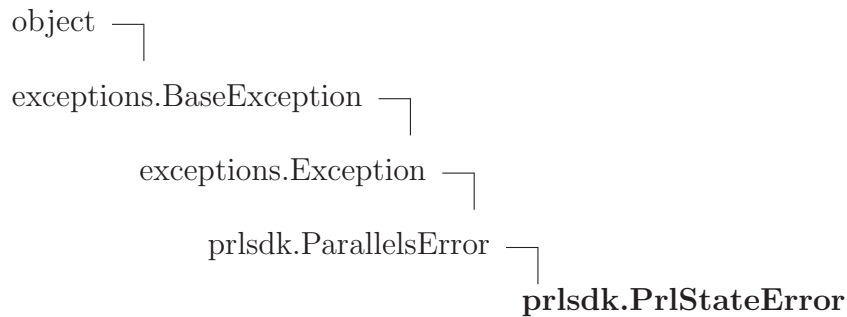 object
exceptions.BaseException
exceptions.Exception
prlsdk.ParallelsError
prlsdk.PrlStateError